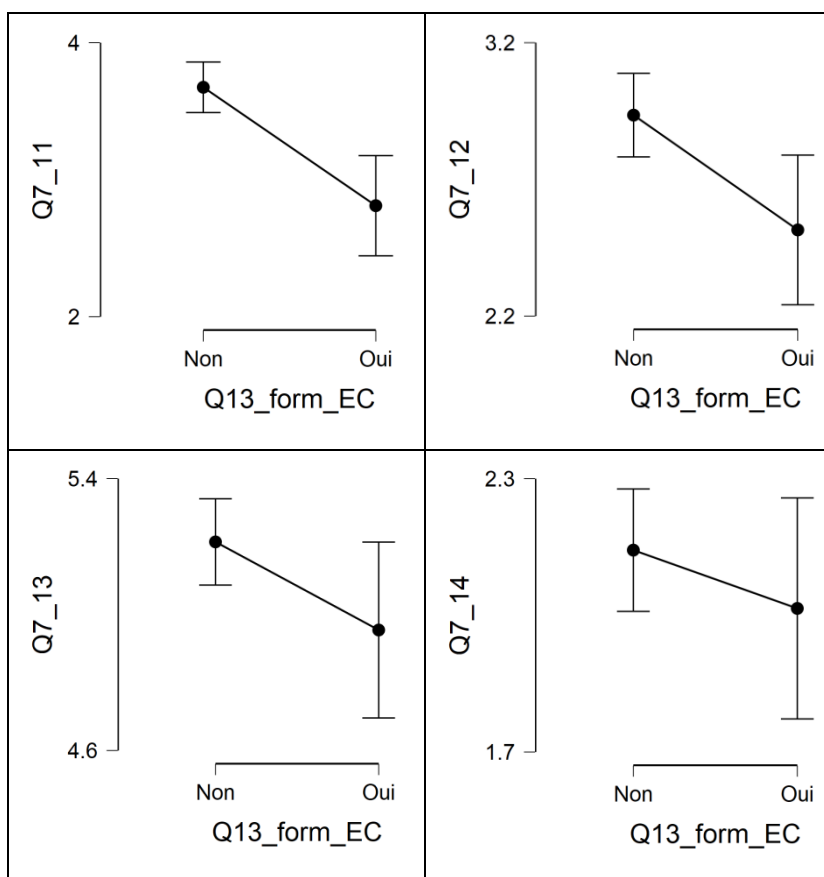 4
Q7_11
2
Non
Oui
Q13_form_EC
3.2
Q7_12
2.2
Non
Oui
Q13_form_EC
5.4
Q7_13
4.6
Non
Oui
Q13_form_EC
2.3
Q7_14
1.7
Non
Oui
Q13_form_EC